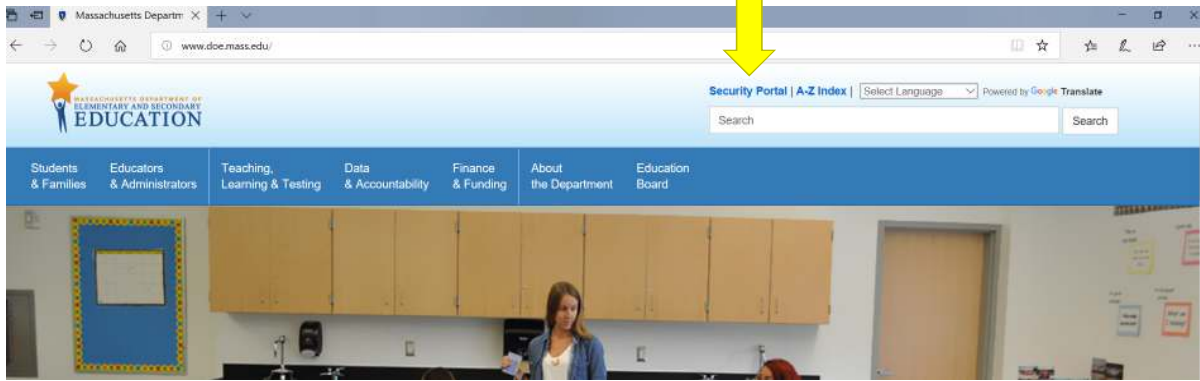 Massachusetts Departm
www.doe.mass.edu/
MASSACHUSETTS DEPARTMENT OF
ELEMENTARY AND SECONDARY
EDUCATION
Security Portal | A-Z Index | Select Language Powered by Google Translate
Search Search
Students & Families
Educators & Administrators
Teaching, Learning & Testing
Data & Accountability
Finance & Funding
About the Department
Education Board